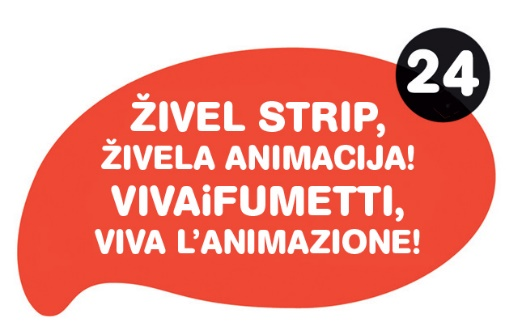 24
ŽIVEL STRIP,
ŽIVELA ANIMACIJA!
VIVAiFUMETTI,
VIVA L’ANIMAZIONE!